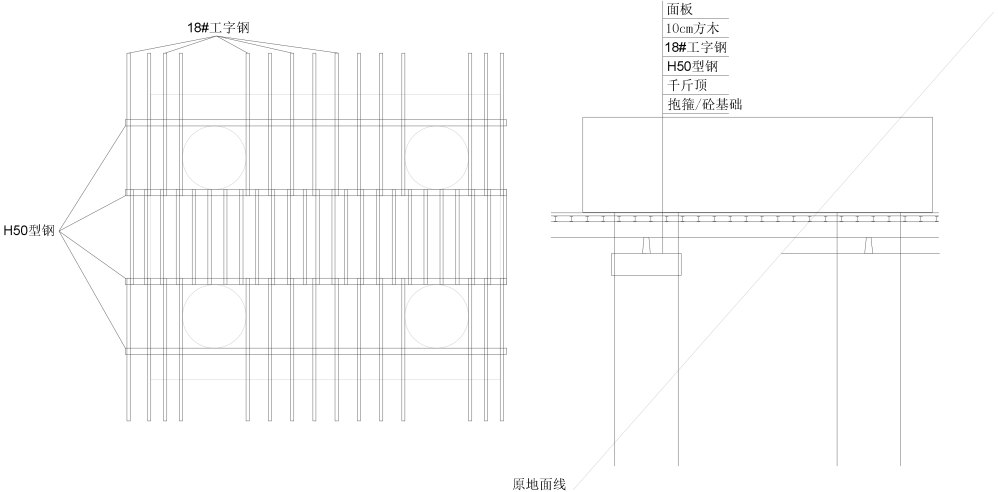 18#工字钢
H50型钢
面板
10cm方木
18#工字钢
H50型钢
千斤顶
抱箍/砼基础
原地面线